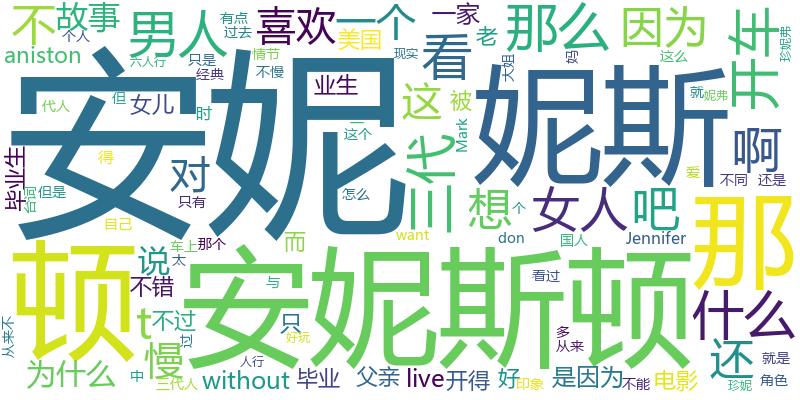 不
故事
男人
喜欢
一个
一家
那么
因为
开车
珍妮弗
aniston
有点
过去
美国
看
老
个人
六人行
只是
情节
现实
大姐
妈
这么
经典
不慢
就
妮弗
安妮
妮斯
代人
但
女儿
时
业生
这
被
三代
Mark
这个
一
得
毕业生
台词
但是
对
只有
怎么
想
个
女人
吧
啊
爱
不同
还是
自己
顿
安妮斯顿
那
want
don
国人
Jennifer
说
车上
那个
太
而
不错
与
看过
什么
从来不
t
不过
过
只
好玩
多
从来
还
为什么
中
慢
三代人
人行
without
毕业
父亲
live
开得
好
印象
是因为
不能
电影
珍妮
就是
角色